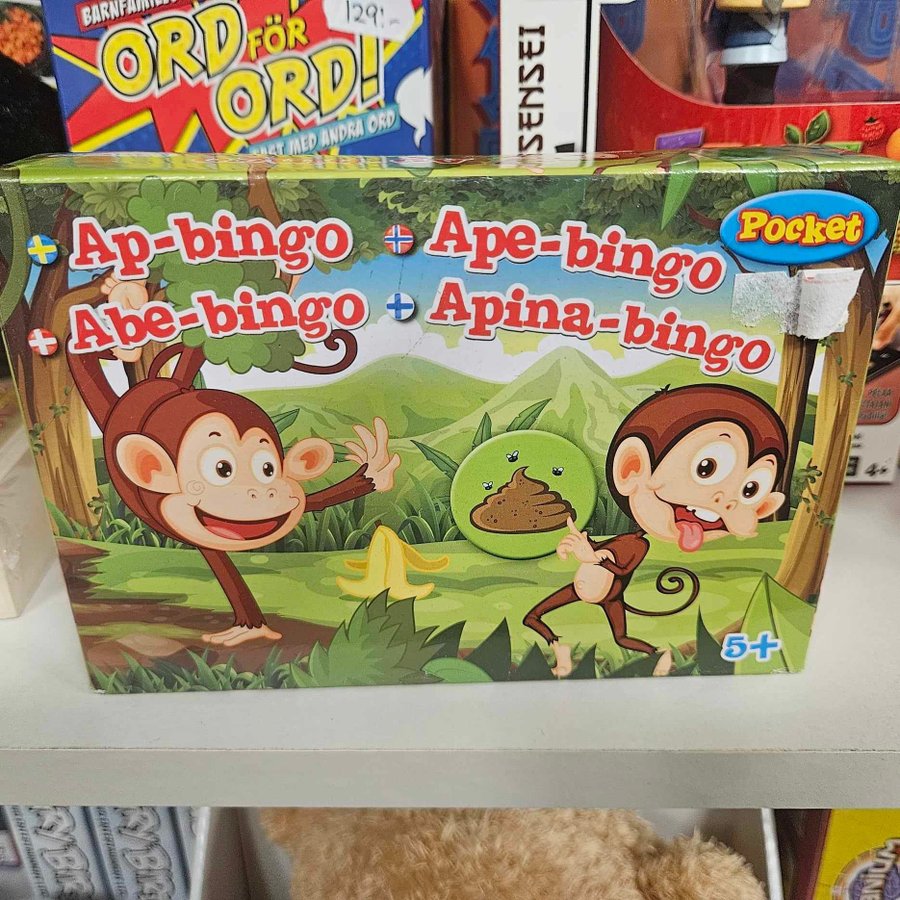 129:-
ORD
FÖR
ORD!
MED ANDRA ORD
SENSEI
Pocket
Ap-bingo
Ape-bingo
Abe-bingo
Apina-bingo
5+
4+